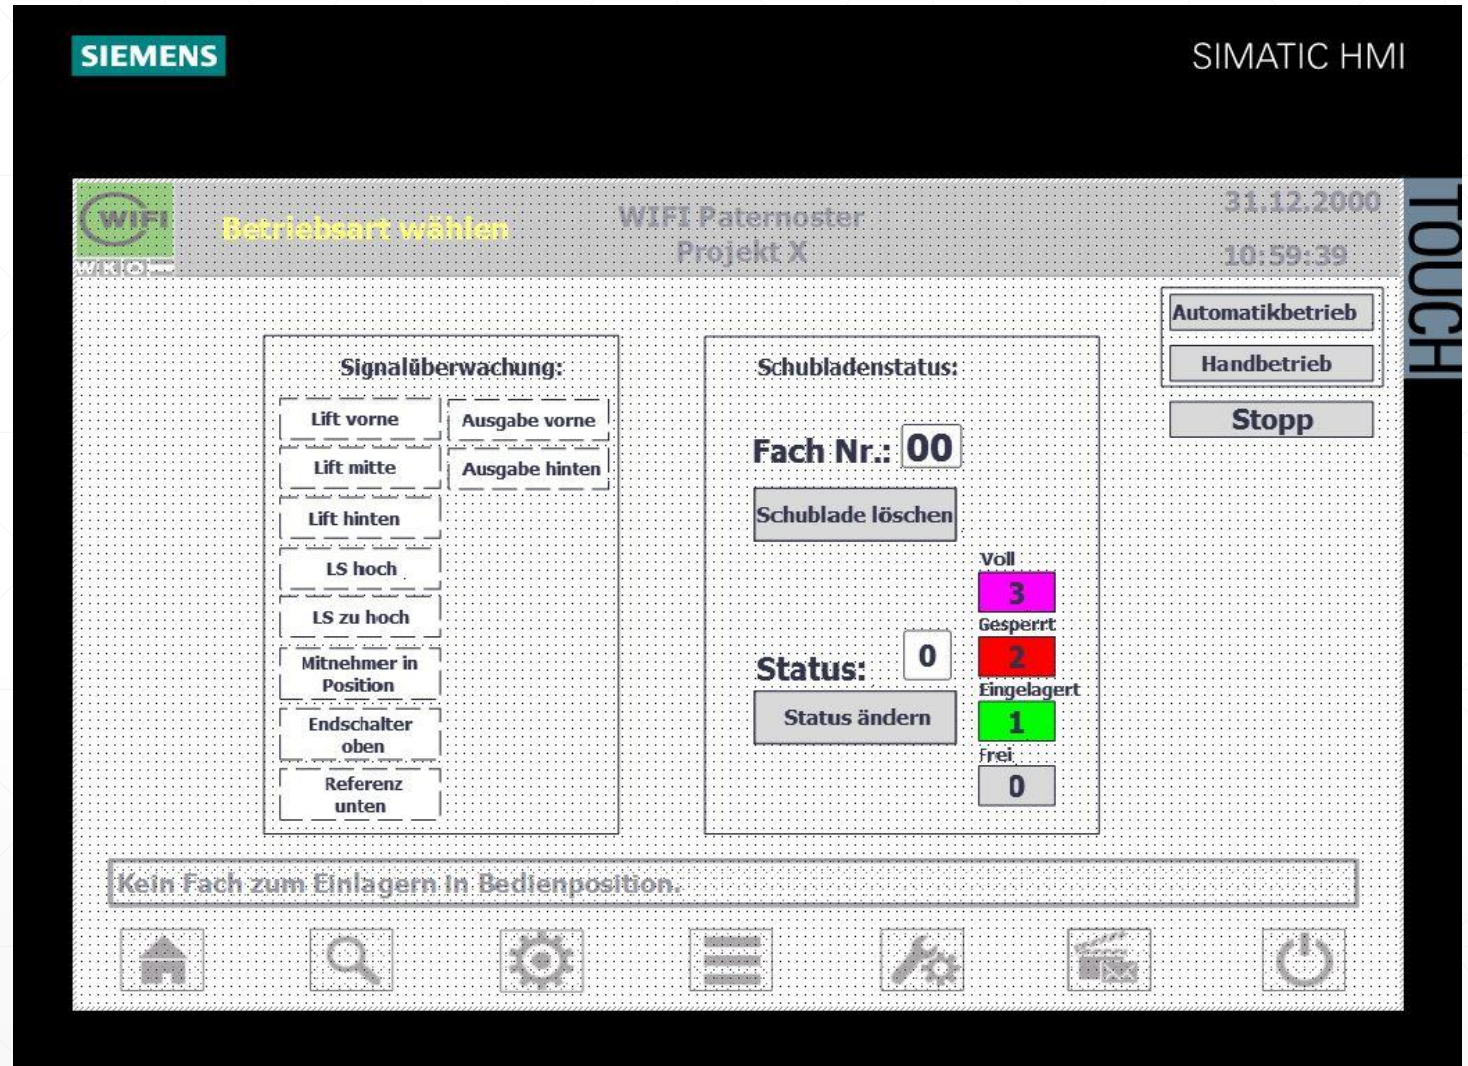 SIEMENS
SIMATIC HMI
TOUCH
WIFI
WKO
Betriebsart wählen
WIFI Paternoster
Projekt X
31.12.2000
10:59:39
Automatikbetrieb
Handbetrieb
Stopp
Signalüberwachung:
Lift vorne
Ausgabe vorne
Lift mitte
Ausgabe hinten
Lift hinten
LS hoch
LS zu hoch
Mitnehmer in
Position
Endschalter
oben
Referenz
unten
Schubladenstatus:
Fach Nr.: 00
Schublade löschen
Voll
3
Gesperrt
2
Status: 0
Eingelagert
1
Status ändern
Frei
0
Kein Fach zum Einlagern in Bedienposition.